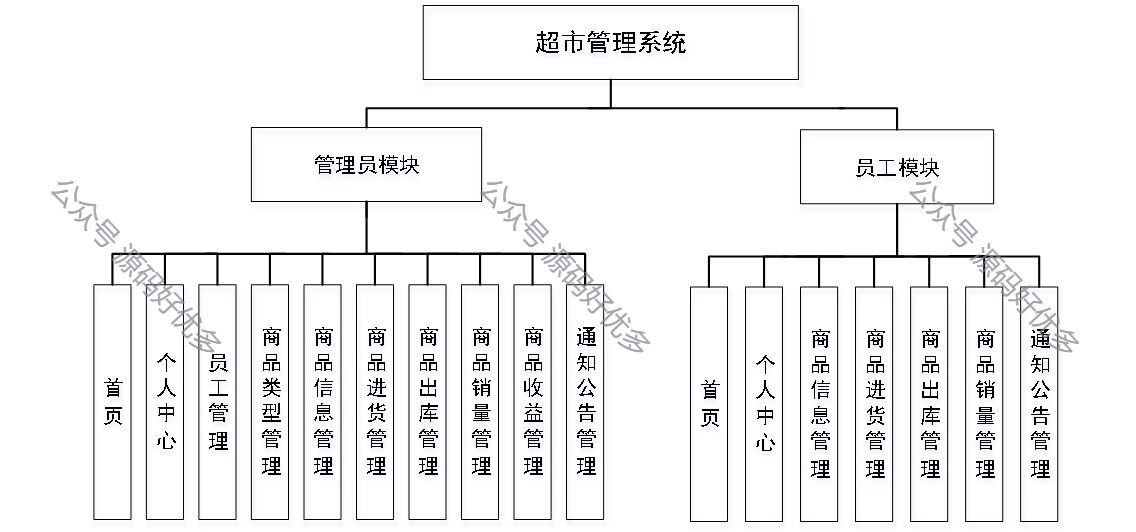 超市管理系统
管理员模块
员工模块
公众号 源码好优多
公众号 源码好优多
公众号 源码好优多
首页
个人中心
员工管理
商品类型管理
商品信息管理
商品进货管理
商品出库管理
商品销量管理
商品收益管理
通知公告管理
首页
个人中心
商品信息管理
商品进货管理
商品出库管理
商品销量管理
通知公告管理